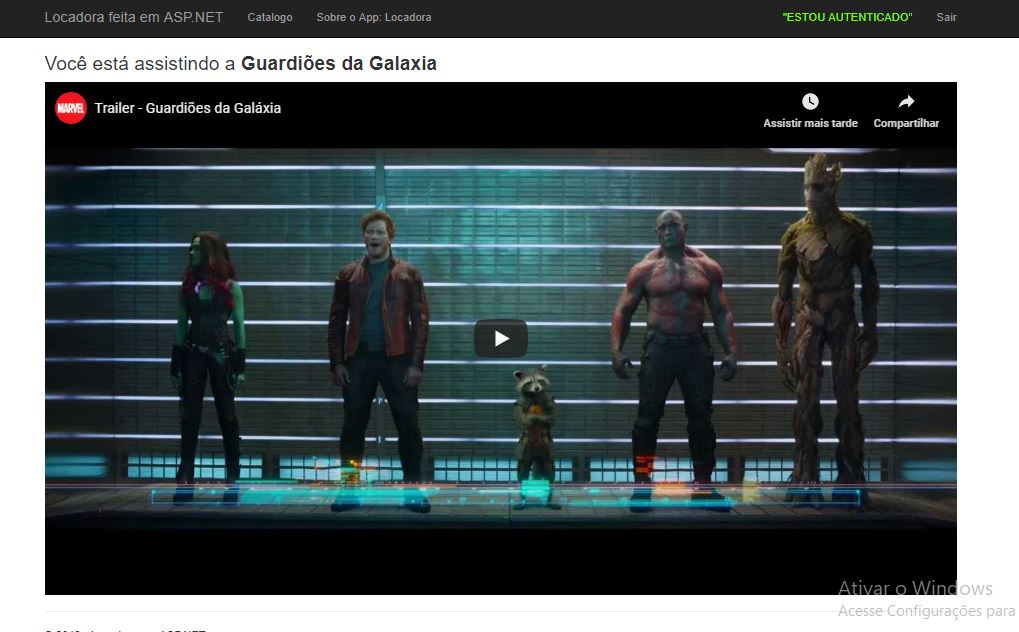 Locadora feita em ASP.NET Catalogo Sobre o App: Locadora "ESTOU AUTENTICADO" Sair
Você está assistindo a Guardiões da Galaxia
MARVEL Trailer - Guardiões da Galáxia
Assistir mais tarde Compartilhar
Ativar o Windows
Acesse Configurações para